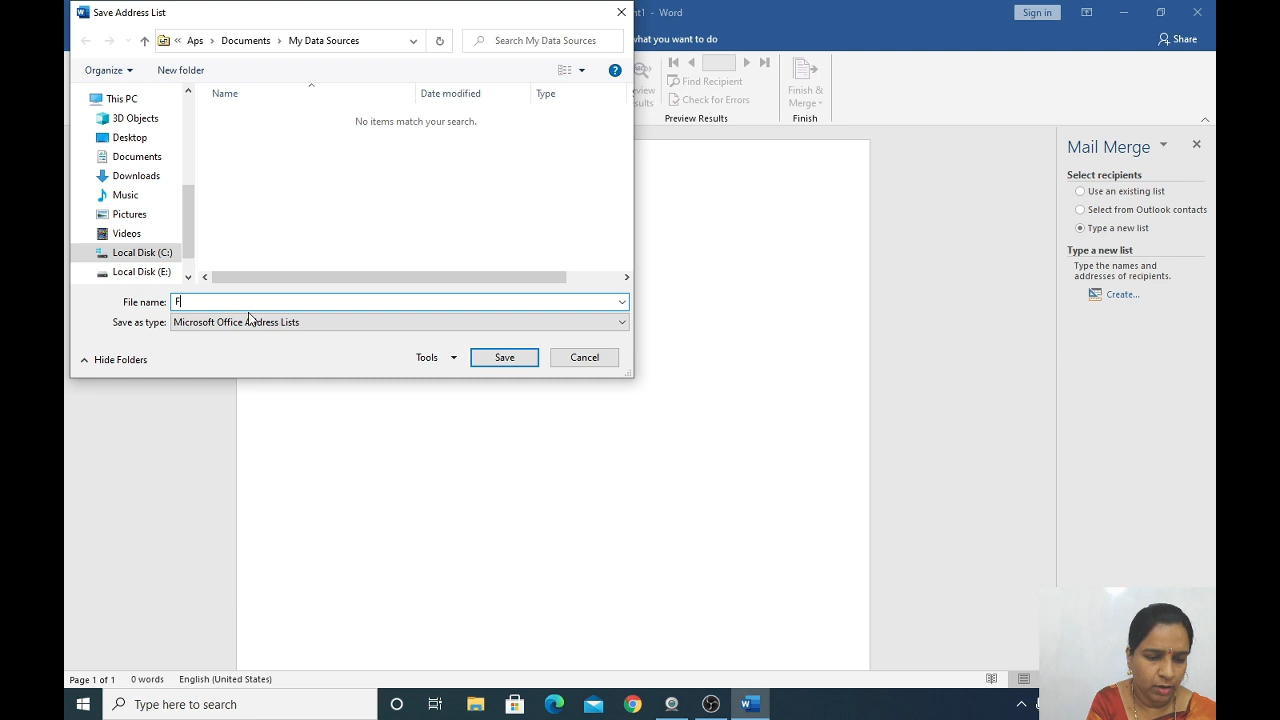 Save Address List
nt1 - Word
Sign in
« Aps > Documents > My Data Sources
Search My Data Sources
what you want to do
Share
Organize
New folder
Name
Date modified
Type
No items match your search.
This PC
3D Objects
Desktop
Documents
Downloads
Music
Pictures
Videos
Local Disk (C:)
Local Disk (E:)
File name: F
Save as type: Microsoft Office Address Lists
Hide Folders
Tools
Save
Cancel
Find Recipient
Check for Errors
Preview Results
Finish &
Merge
Finish
Mail Merge
Select recipients
Use an existing list
Select from Outlook contacts
Type a new list
Type a new list
Type the names and
addresses of recipients.
Create...
Page 1 of 1
0 words
English (United States)
Type here to search